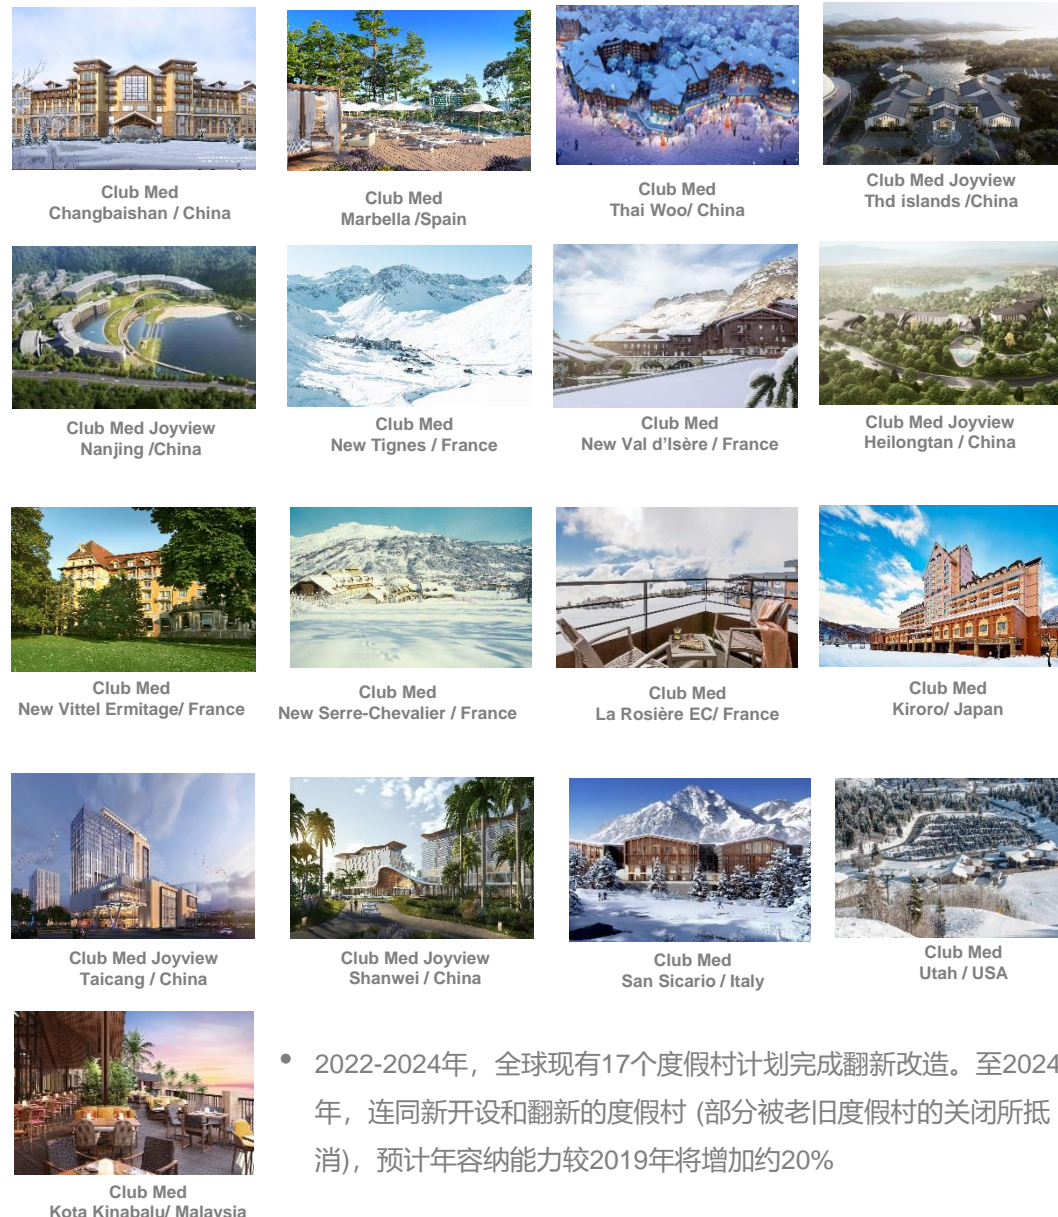 Club Med
Changbaishan / China
Club Med
Marbella /Spain
Club Med
Thai Woo/ China
Club Med Joyview
Thd islands /China
Club Med Joyview
Nanjing /China
Club Med
New Tignes / France
Club Med
New Val d'Isère / France
Club Med Joyview
Heilongtan / China
Club Med
New Vittel Ermitage/ France
Club Med
New Serre-Chevalier / France
Club Med
La Rosière EC/ France
Club Med
Kiroro/ Japan
Club Med Joyview
Taicang / China
Club Med Joyview
Shanwei / China
Club Med
San Sicario / Italy
Club Med
Utah / USA
Club Med
Kota Kinabalu/ Malaysia
• 2022-2024年，全球现有17个度假村计划完成翻新改造。至2024
年，连同新开设和翻新的度假村 (部分被老旧度假村的关闭所抵
消)，预计年容纳能力较2019年将增加约20%